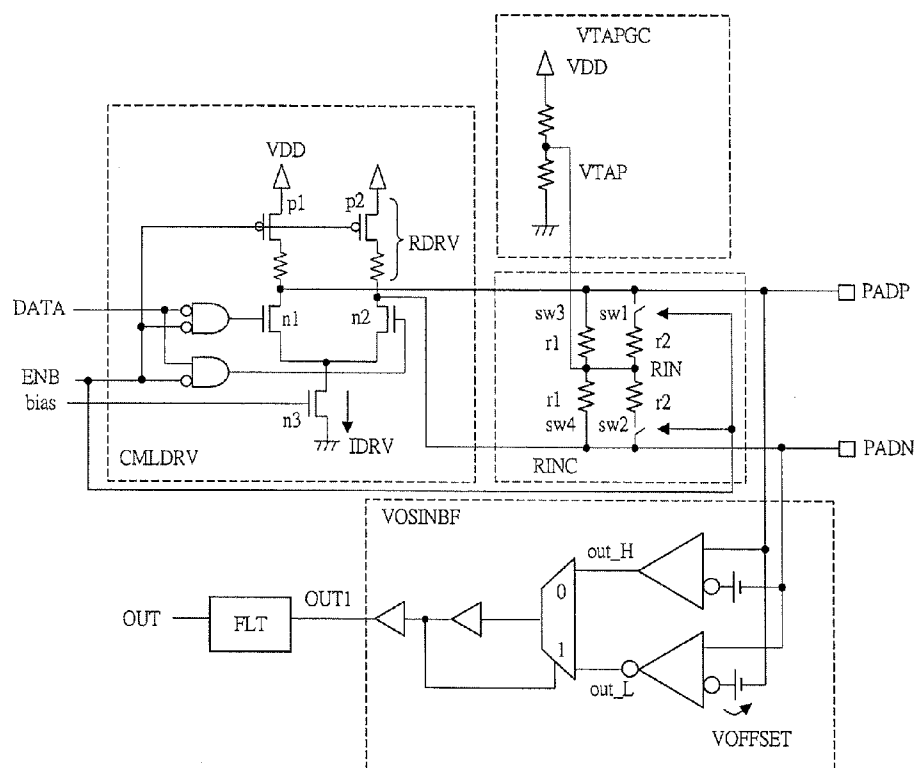 VTAPGC
VDD
VTAP
VDD
p1
p2
RDRV
DATA
n1
n2
ENB
bias
n3
IDRV
CMLDRV
sw3
sw1
r1
r2
RIN
r1
r2
sw4
sw2
RINC
PADP
PADN
VOSINBF
out_H
0
1
out_L
VOFFSET
OUT1
FLT
OUT